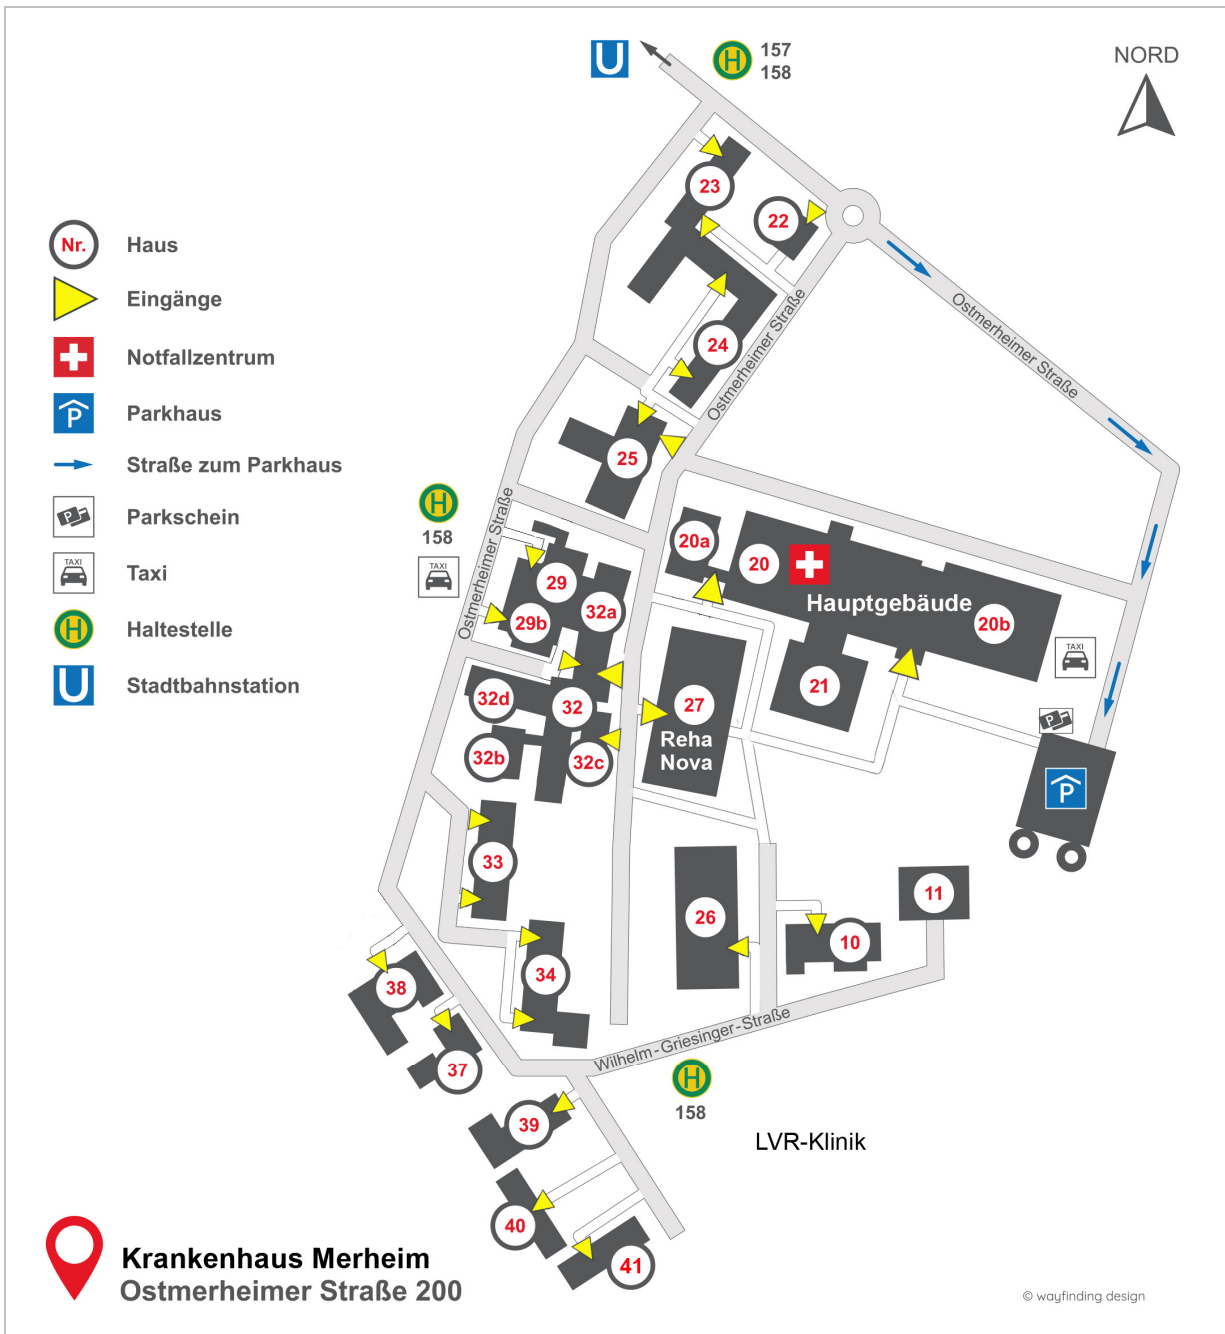 U
H
157
158
NORD
23
22
Nr.
Haus
Eingänge
Notfallzentrum
P
Parkhaus
Straße zum Parkhaus
P
Parkschein
TAXI
Taxi
H
Haltestelle
U
Stadtbahnstation
Ostmerheimer Straße
Ostmerheimer Straße
24
25
H
158
TAXI
Ostmerheimer Straße
20a
20
Hauptgebäude
20b
29
32a
29b
21
TAXI
32d
32
27
Reha
Nova
32b
32c
P
P
33
11
26
10
34
38
37
Wilhelm-Griesinger-Straße
H
158
39
LVR-Klinik
40
41
Krankenhaus Merheim
Ostmerheimer Straße 200
© wayfinding design